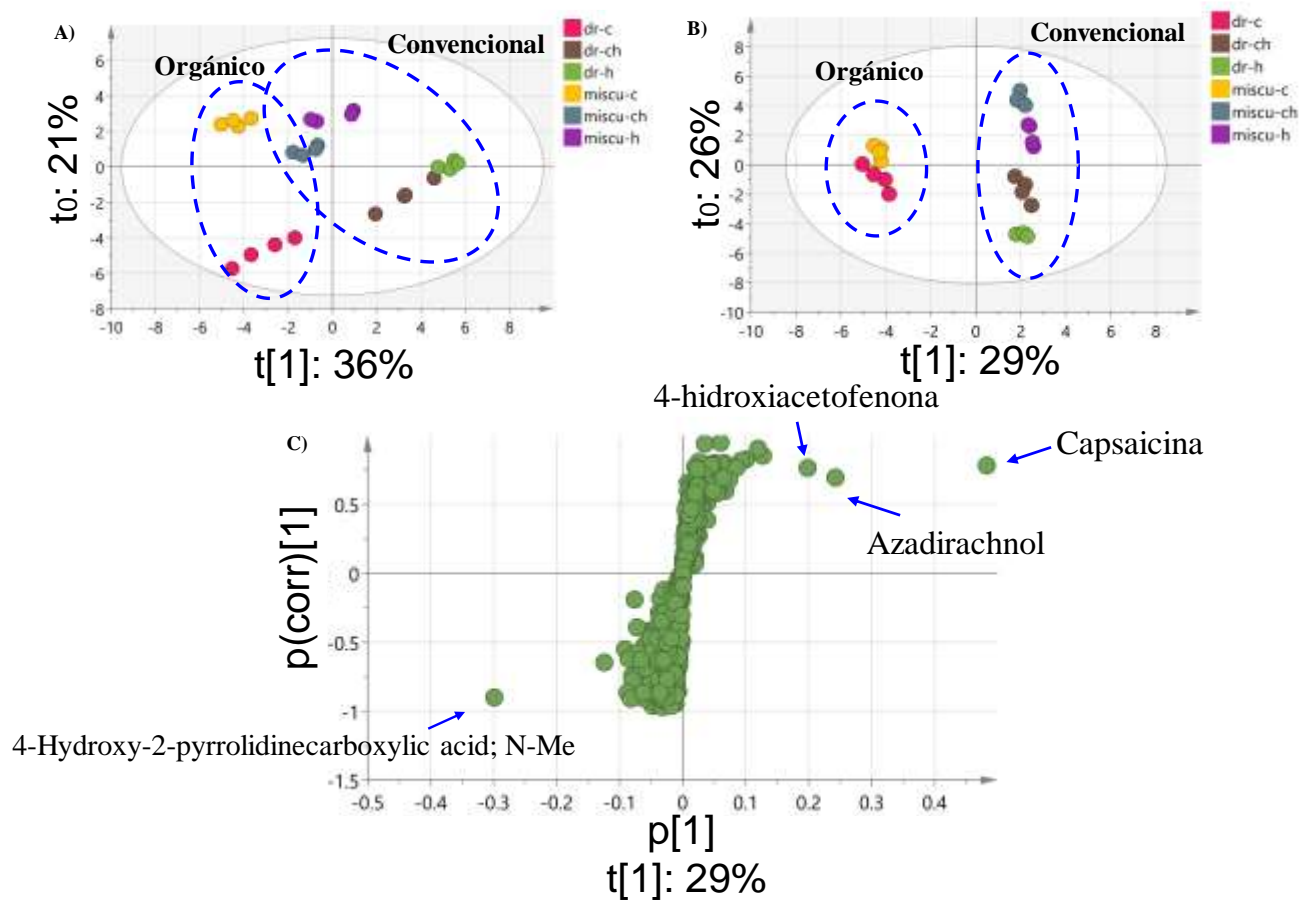 A)
Orgánico
Convencional
dr-c
dr-ch
dr-h
miscu-c
miscu-ch
miscu-h
t₀: 21%
6
4
2
0
-2
-4
-6
-8
-10 -8 -6 -4 -2 0 2 4 6 8
t[1]: 36%
B)
Orgánico
Convencional
dr-c
dr-ch
dr-h
miscu-c
miscu-ch
miscu-h
t₀: 26%
8
6
4
2
0
-2
-4
-6
-8
-10
-10 -8 -6 -4 -2 0 2 4 6 8
t[1]: 29%
C)
4-hidroxiacetofenona
Capsaicina
Azadirachnol
4-Hydroxy-2-pyrrolidinecarboxylic acid; N-Me
p(corr)[1]
0.5
0
-0.5
-1
-1.5
-0.5 -0.4 -0.3 -0.2 -0.1 0 0.1 0.2 0.3 0.4
p[1]
t[1]: 29%